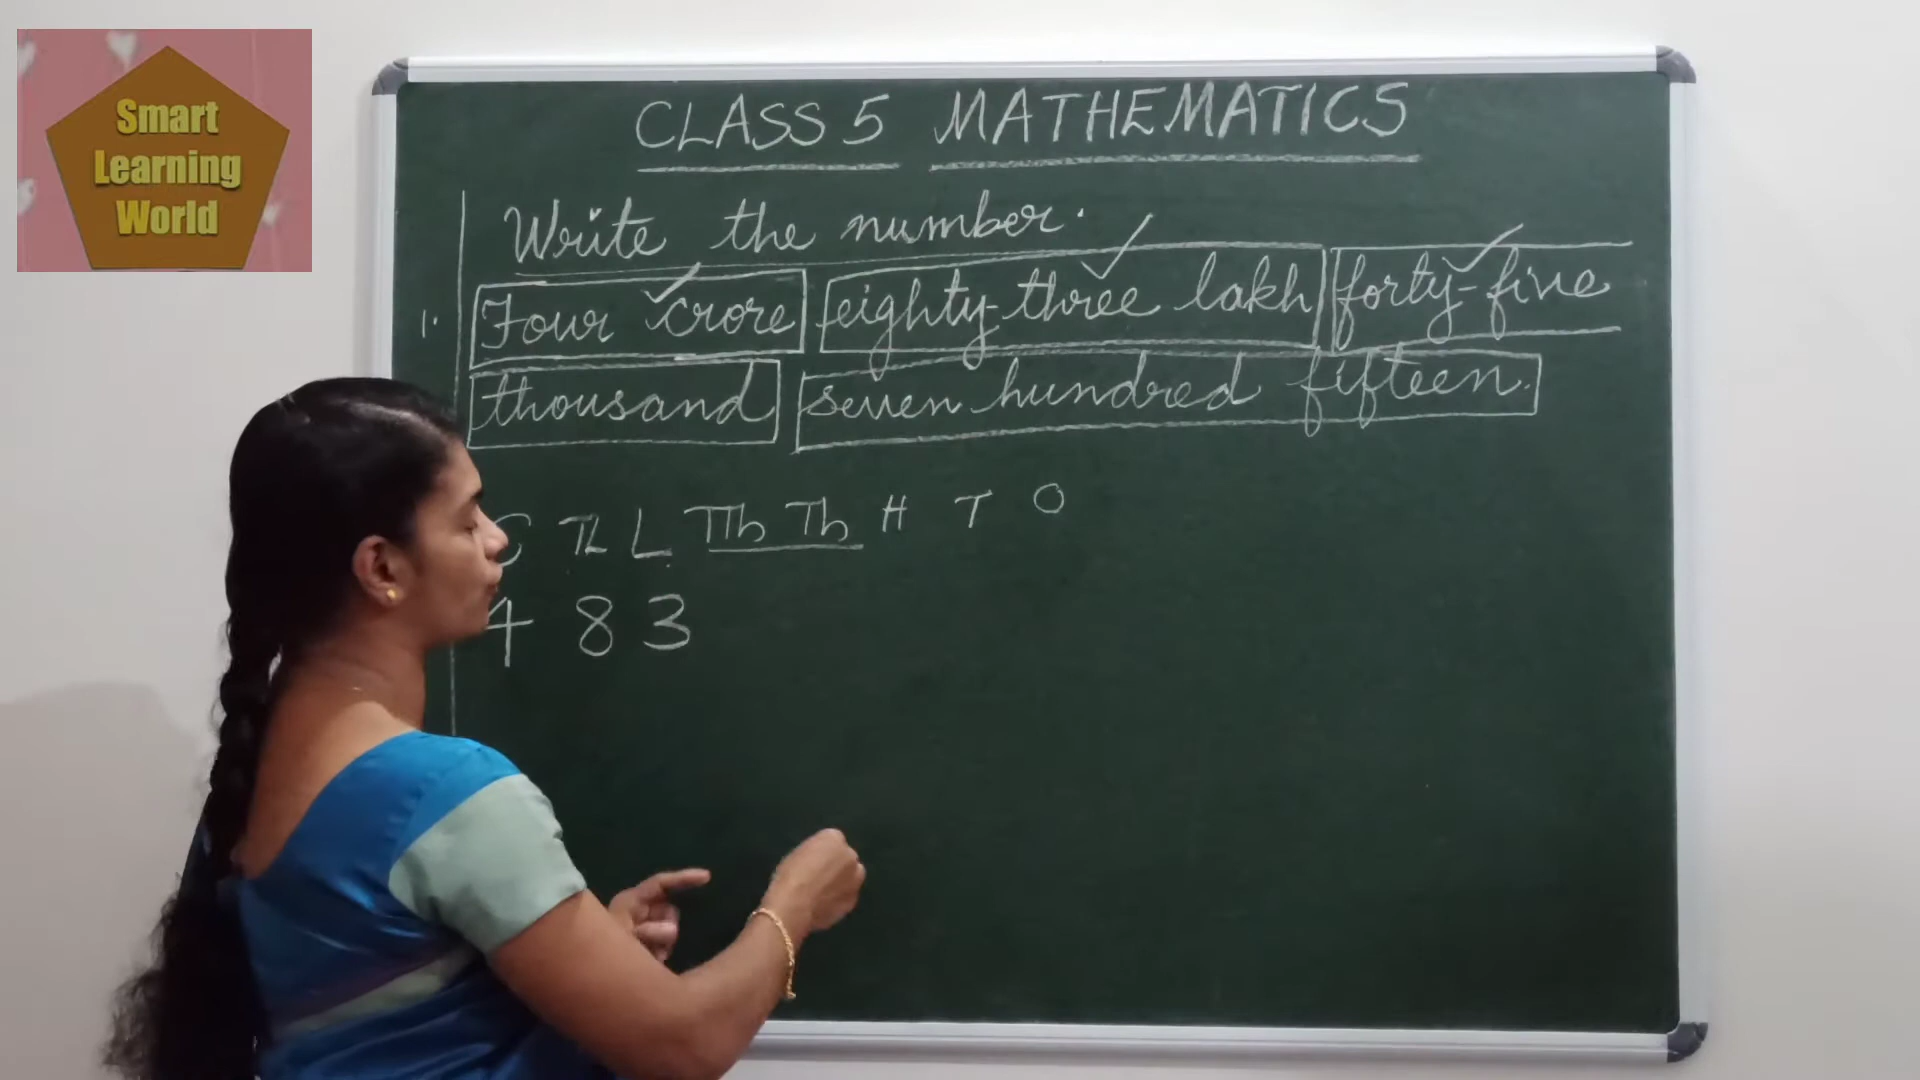 Smart
Learning
World
CLASS 5 MATHEMATICS
Write the number.
1. Four crore eighty-three lakh forty-five
thousand seven hundred fifteen.
C TL L TTh Th H T O
4 8 3